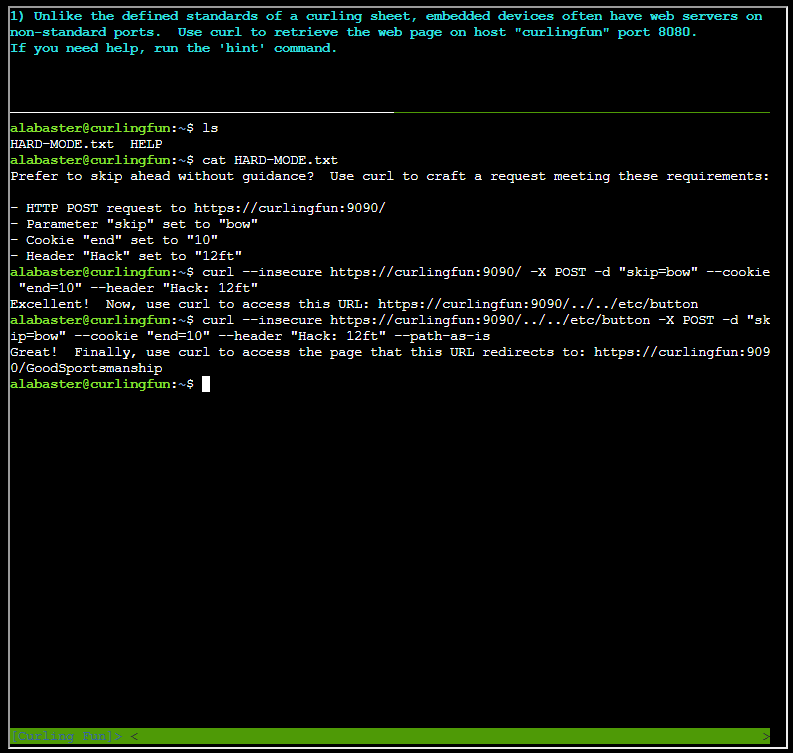 1) Unlike the defined standards of a curling sheet, embedded devices often have web servers on
non-standard ports.  Use curl to retrieve the web page on host "curlingfun" port 8080.
If you need help, run the 'hint' command.
alabaster@curlingfun:~$ ls
HARD-MODE.txt  HELP
alabaster@curlingfun:~$ cat HARD-MODE.txt
Prefer to skip ahead without guidance?  Use curl to craft a request meeting these requirements:
- HTTP POST request to https://curlingfun:9090/
- Parameter "skip" set to "bow"
- Cookie "end" set to "10"
- Header "Hack" set to "12ft"
alabaster@curlingfun:~$ curl --insecure https://curlingfun:9090/ -X POST -d "skip=bow" --cookie
 "end=10" --header "Hack: 12ft"
Excellent!  Now, use curl to access this URL: https://curlingfun:9090/../../etc/button
alabaster@curlingfun:~$ curl --insecure https://curlingfun:9090/../../etc/button -X POST -d "sk
ip=bow" --cookie "end=10" --header "Hack: 12ft" --path-as-is
Great!  Finally, use curl to access the page that this URL redirects to: https://curlingfun:909
0/GoodSportsmanship
alabaster@curlingfun:~$
[Curling Fun]> < >